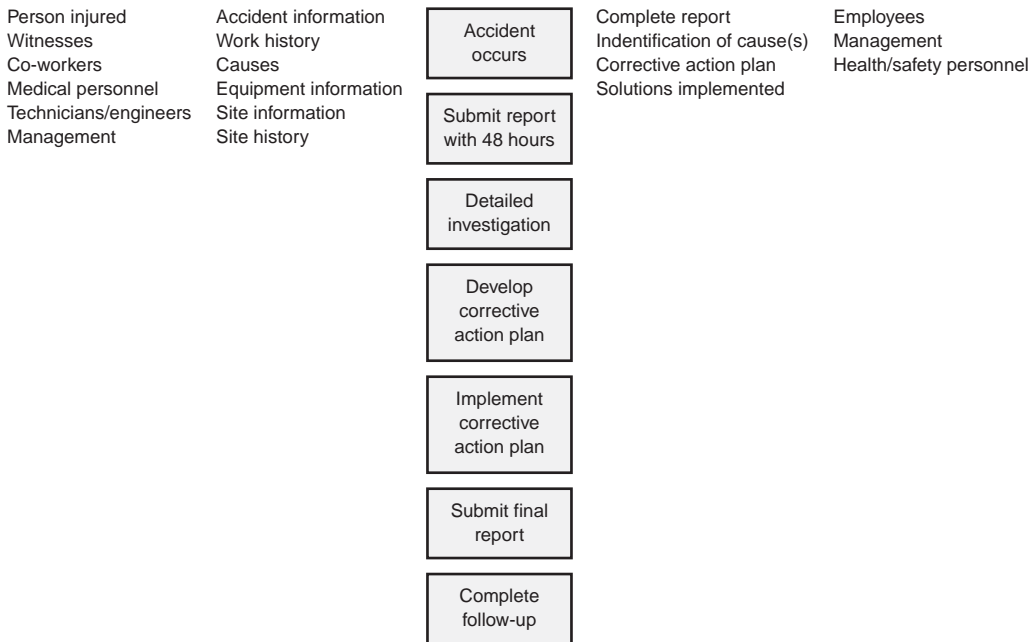 Person injured
Witnesses
Co-workers
Medical personnel
Technicians/engineers
Management
Accident information
Work history
Causes
Equipment information
Site information
Site history
Accident
occurs
Submit report
with 48 hours
Detailed
investigation
Develop
corrective
action plan
Implement
corrective
action plan
Submit final
report
Complete
follow-up
Complete report
Indentification of cause(s)
Corrective action plan
Solutions implemented
Employees
Management
Health/safety personnel